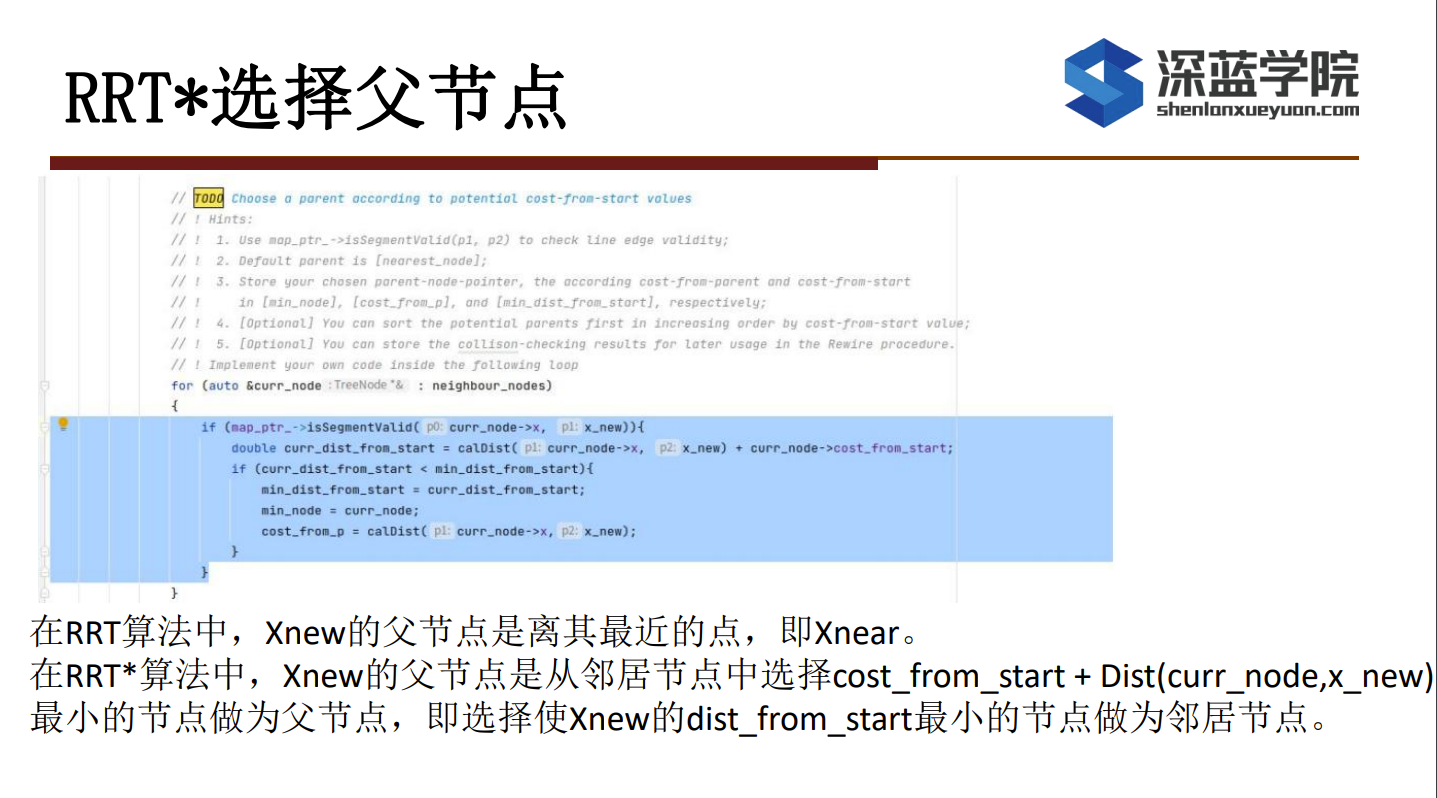 RRT*选择父节点
深蓝学院
shenlanxueyuan.com
// TODO Choose a parent according to potential cost-from-start values
// ! Hints:
// !  1. Use map_ptr_->isSegmentValid(p1, p2) to check line edge validity;
// !  2. Default parent is [nearest_node];
// !  3. Store your chosen parent-node-pointer, the according cost-from-parent and cost-from-start
// !     in [min_node], [cost_from_p], and [min_dist_from_start], respectively;
// !  4. [Optional] You can sort the potential parents first in increasing order by cost-from-start value;
// !  5. [Optional] You can store the collison-checking results for later usage in the Rewire procedure.
// ! Implement your own code inside the following loop
for (auto &curr_node : TreeNode *& : neighbour_nodes)
{
if (map_ptr_->isSegmentValid( p0: curr_node->x, p1: x_new)){
double curr_dist_from_start = calDist( p1: curr_node->x, p2: x_new) + curr_node->cost_from_start;
if (curr_dist_from_start < min_dist_from_start){
min_dist_from_start = curr_dist_from_start;
min_node = curr_node;
cost_from_p = calDist( p1: curr_node->x, p2: x_new);
}
}
}
在RRT算法中，Xnew的父节点是离其最近的点，即Xnear。
在RRT*算法中，Xnew的父节点是从邻居节点中选择cost_from_start + Dist(curr_node,x_new)
最小的节点做为父节点，即选择使Xnew的dist_from_start最小的节点做为邻居节点。